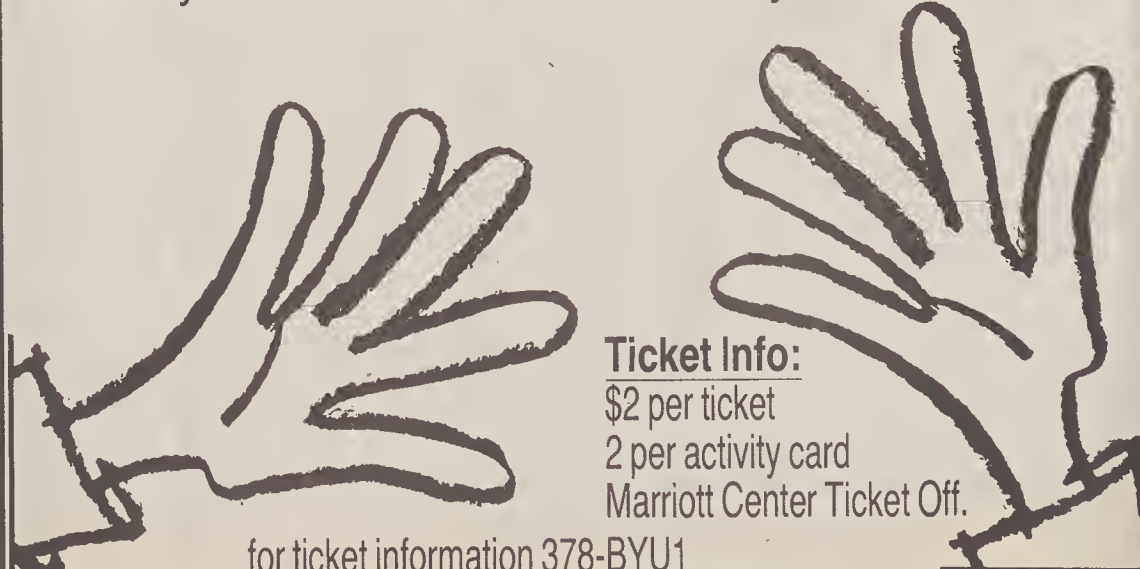 Ticket Info:
$2 per ticket
2 per activity card
Marriott Center Ticket Off.
for ticket information 378-BYU1